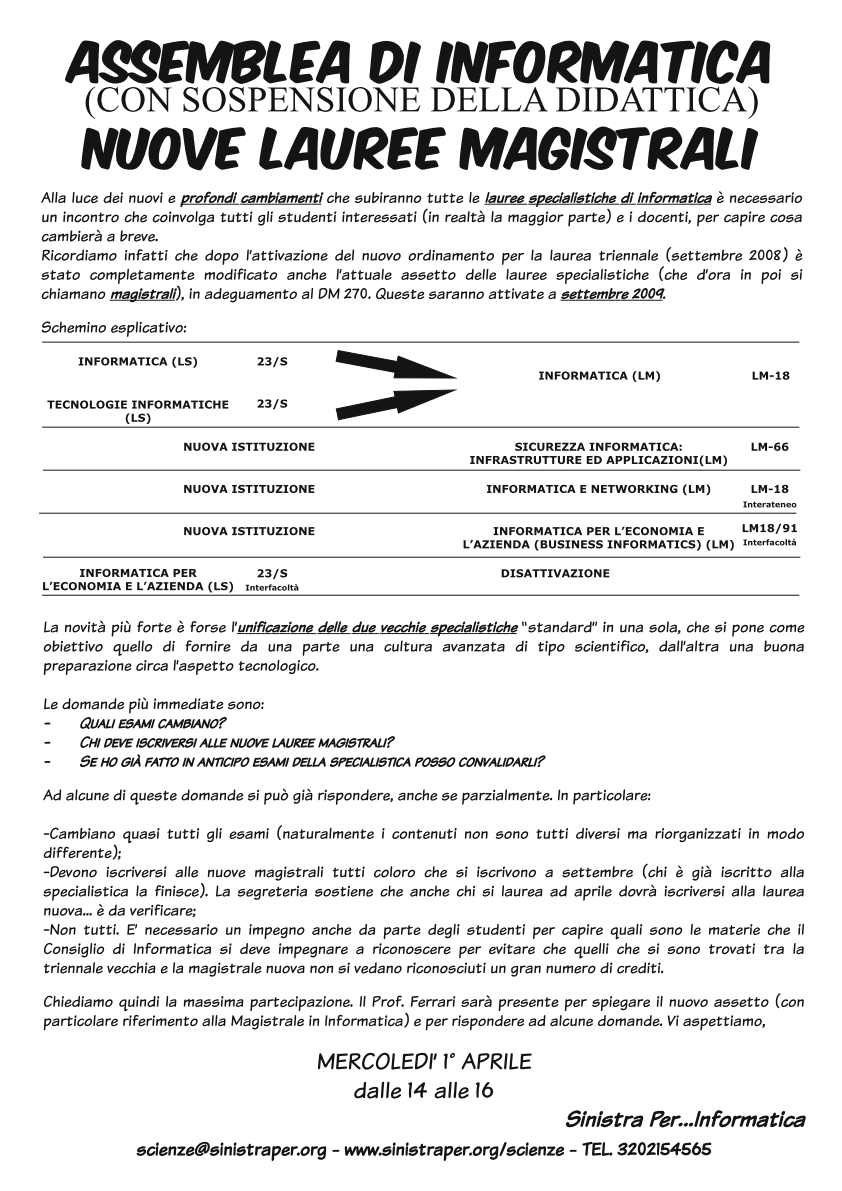 ASSEMBLEA DI INFORMATICA
(CON SOSPENSIONE DELLA DIDATTICA)
NUOVE LAUREE MAGISTRALI
Alla luce dei nuovi e profondi cambiamenti che subiranno tutte le lauree specialistiche di informatica è necessario
un incontro che coinvolga tutti gli studenti interessati (in realtà la maggior parte) e i docenti, per capire cosa
cambierà a breve.
Ricordiamo infatti che dopo l'attivazione del nuovo ordinamento per la laurea triennale (settembre 2008) è
stato completamente modificato anche l'attuale assetto delle lauree specialistiche (che d'ora in poi si
chiamano magistrali), in adeguamento al DM 270. Queste saranno attivate a settembre 2009.
Schemino esplicativo:
INFORMATICA (LS) 23/S
INFORMATICA (LM) LM-18
TECNOLOGIE INFORMATICHE 23/S
(LS)
NUOVA ISTITUZIONE SICUREZZA INFORMATICA: LM-66
INFRASTRUTTURE ED APPLICAZIONI(LM)
NUOVA ISTITUZIONE INFORMATICA E NETWORKING (LM) LM-18
Interateneo
NUOVA ISTITUZIONE INFORMATICA PER L’ECONOMIA E LM18/91
L’AZIENDA (BUSINESS INFORMATICS) (LM) Interfacoltà
INFORMATICA PER 23/S DISATTIVAZIONE
L’ECONOMIA E L’AZIENDA (LS) Interfacoltà
La novità più forte è forse l'unificazione delle due vecchie specialistiche "standard" in una sola, che si pone come
obiettivo quello di fornire da una parte una cultura avanzata di tipo scientifico, dall'altra una buona
preparazione circa l'aspetto tecnologico.
Le domande più immediate sono:
- QUALI ESAMI CAMBIANO?
- CHI DEVE ISCRIVERSI ALLE NUOVE LAUREE MAGISTRALI?
- SE HO GIÀ FATTO IN ANTICIPO ESAMI DELLA SPECIALISTICA POSSO CONVALIDARLI?
Ad alcune di queste domande si può già rispondere, anche se parzialmente. In particolare:
-Cambiano quasi tutti gli esami (naturalmente i contenuti non sono tutti diversi ma riorganizzati in modo
differente);
-Devono iscriversi alle nuove magistrali tutti coloro che si iscrivono a settembre (chi è già iscritto alla
specialistica la finisce). La segreteria sostiene che anche chi si laurea ad aprile dovrà iscriversi alla laurea
nuova... è da verificare;
-Non tutti. E' necessario un impegno anche da parte degli studenti per capire quali sono le materie che il
Consiglio di Informatica si deve impegnare a riconoscere per evitare che quelli che si sono trovati tra la
triennale vecchia e la magistrale nuova non si vedano riconosciuti un gran numero di crediti.
Chiediamo quindi la massima partecipazione. Il Prof. Ferrari sarà presente per spiegare il nuovo assetto (con
particolare riferimento alla Magistrale in Informatica) e per rispondere ad alcune domande. Vi aspettiamo,
MERCOLEDI' 1° APRILE
dalle 14 alle 16
Sinistra Per...Informatica
scienze@sinistraper.org - www.sinistraper.org/scienze - TEL. 3202154565